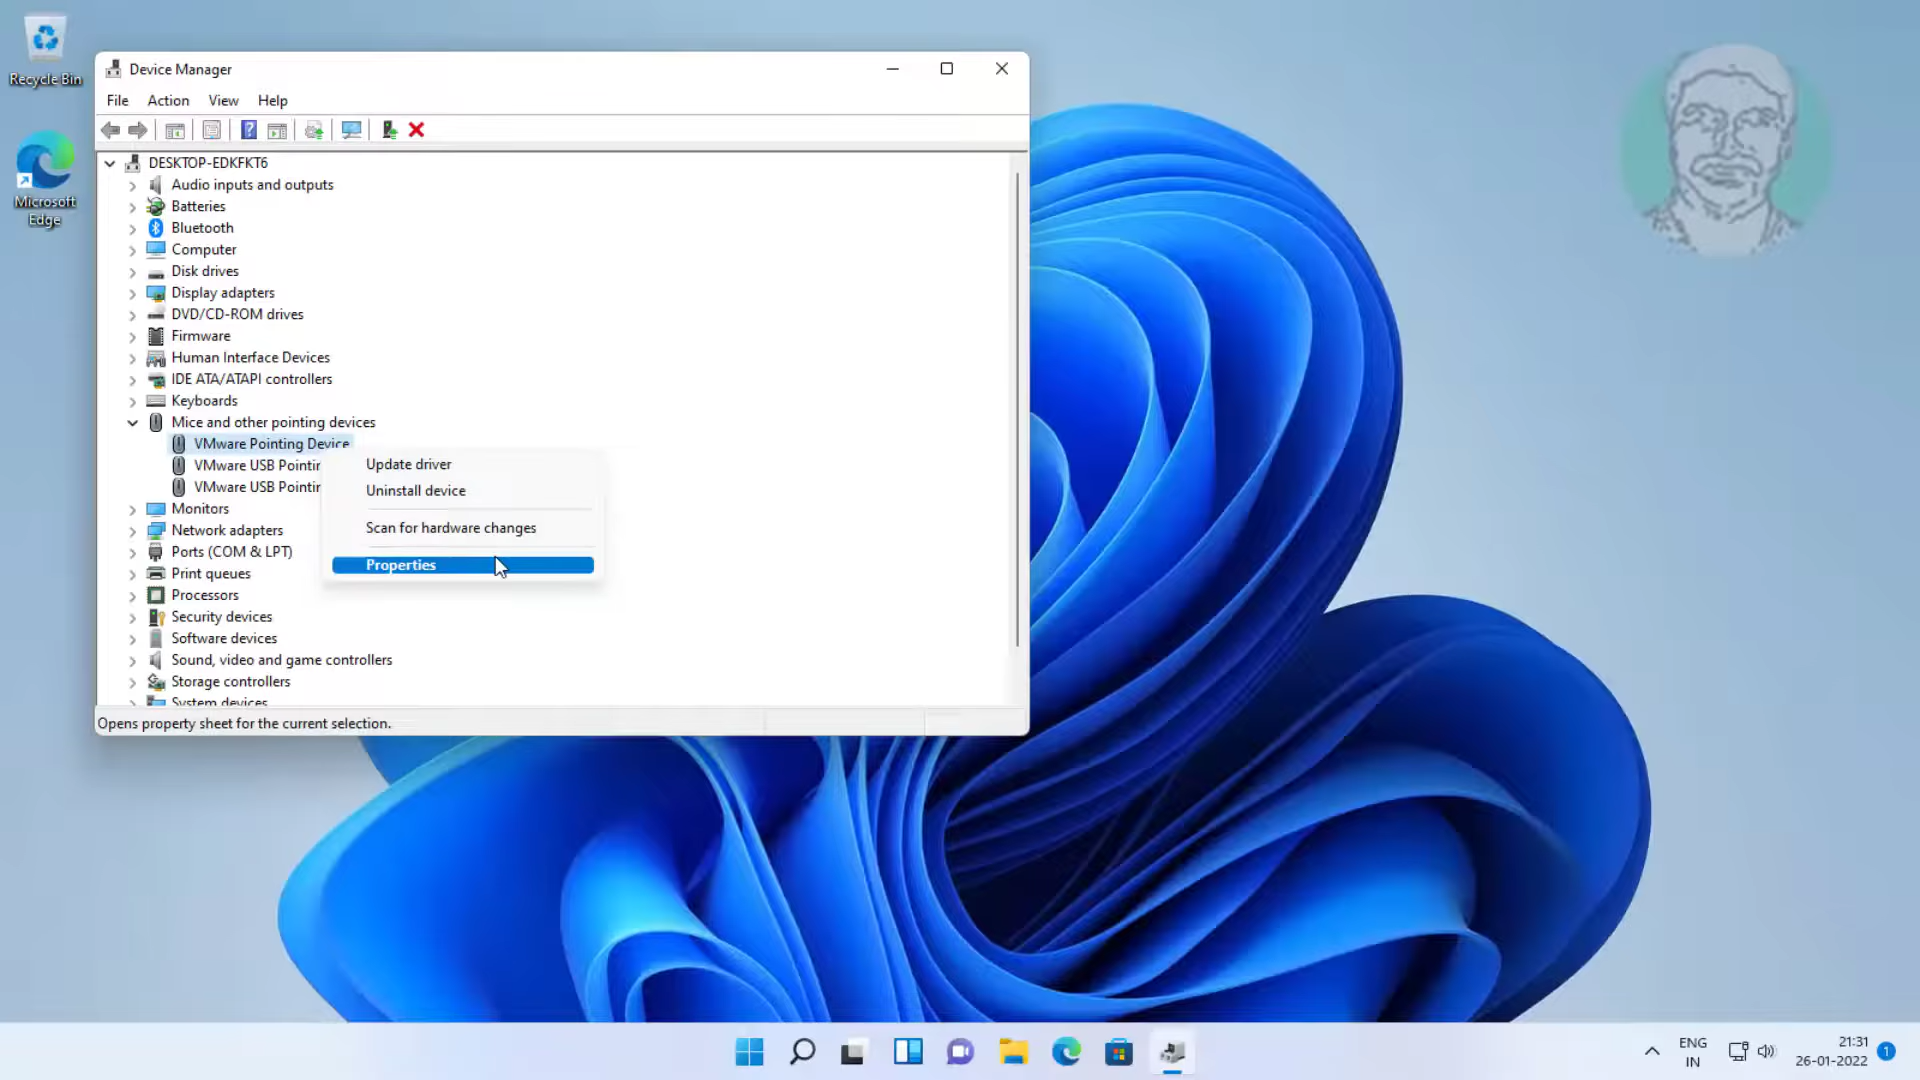 Recycle Bin
Microsoft
Edge
Device Manager
File Action View Help
DESKTOP-EDKFKT6
Audio inputs and outputs
Batteries
Bluetooth
Computer
Disk drives
Display adapters
DVD/CD-ROM drives
Firmware
Human Interface Devices
IDE ATA/ATAPI controllers
Keyboards
Mice and other pointing devices
VMware Pointing Device
VMware USB Pointin
VMware USB Pointin
Update driver
Uninstall device
Scan for hardware changes
Properties
Monitors
Network adapters
Ports (COM & LPT)
Print queues
Processors
Security devices
Software devices
Sound, video and game controllers
Storage controllers
System devices
Opens property sheet for the current selection.
ENG
IN
21:31
26-01-2022
1